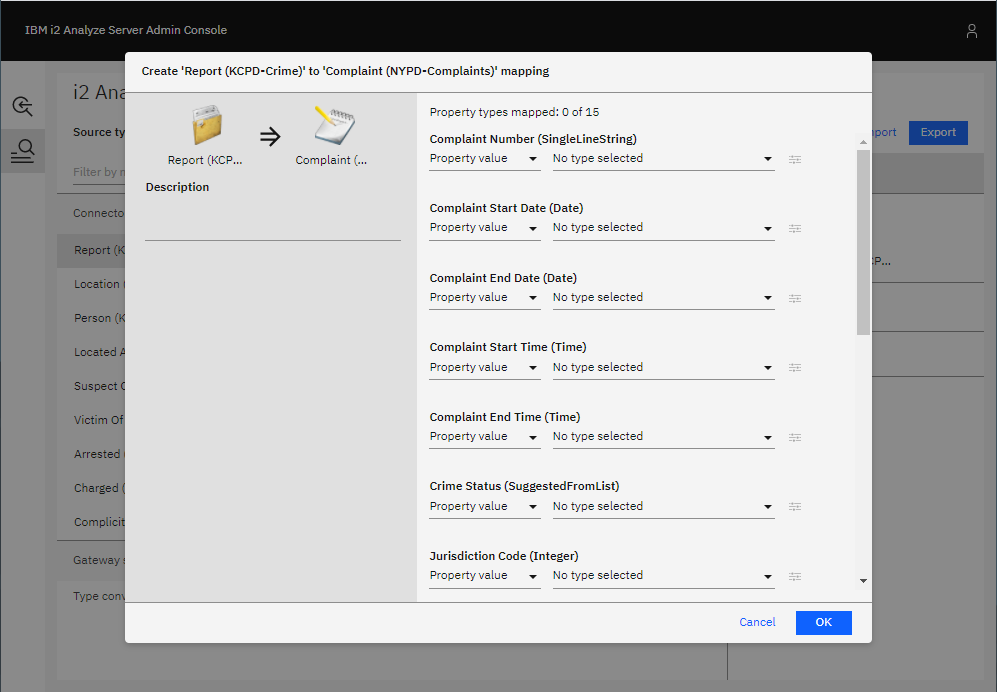 IBM i2 Analyze Server Admin Console
i2 Ana
Source ty
Filter by n
Connecto
Report (K
Location
Person (K
Located A
Suspect O
Victim Of
Arrested
Charged (
Complicit
Gateway s
Type conv
port
Export
CP...
Create 'Report (KCPD-Crime)' to 'Complaint (NYPD-Complaints)' mapping
Report (KCP...
Complaint (...
Description
Property types mapped: 0 of 15
Complaint Number (SingleLineString)
Property value No type selected
Complaint Start Date (Date)
Property value No type selected
Complaint End Date (Date)
Property value No type selected
Complaint Start Time (Time)
Property value No type selected
Complaint End Time (Time)
Property value No type selected
Crime Status (SuggestedFromList)
Property value No type selected
Jurisdiction Code (Integer)
Property value No type selected
Cancel
OK